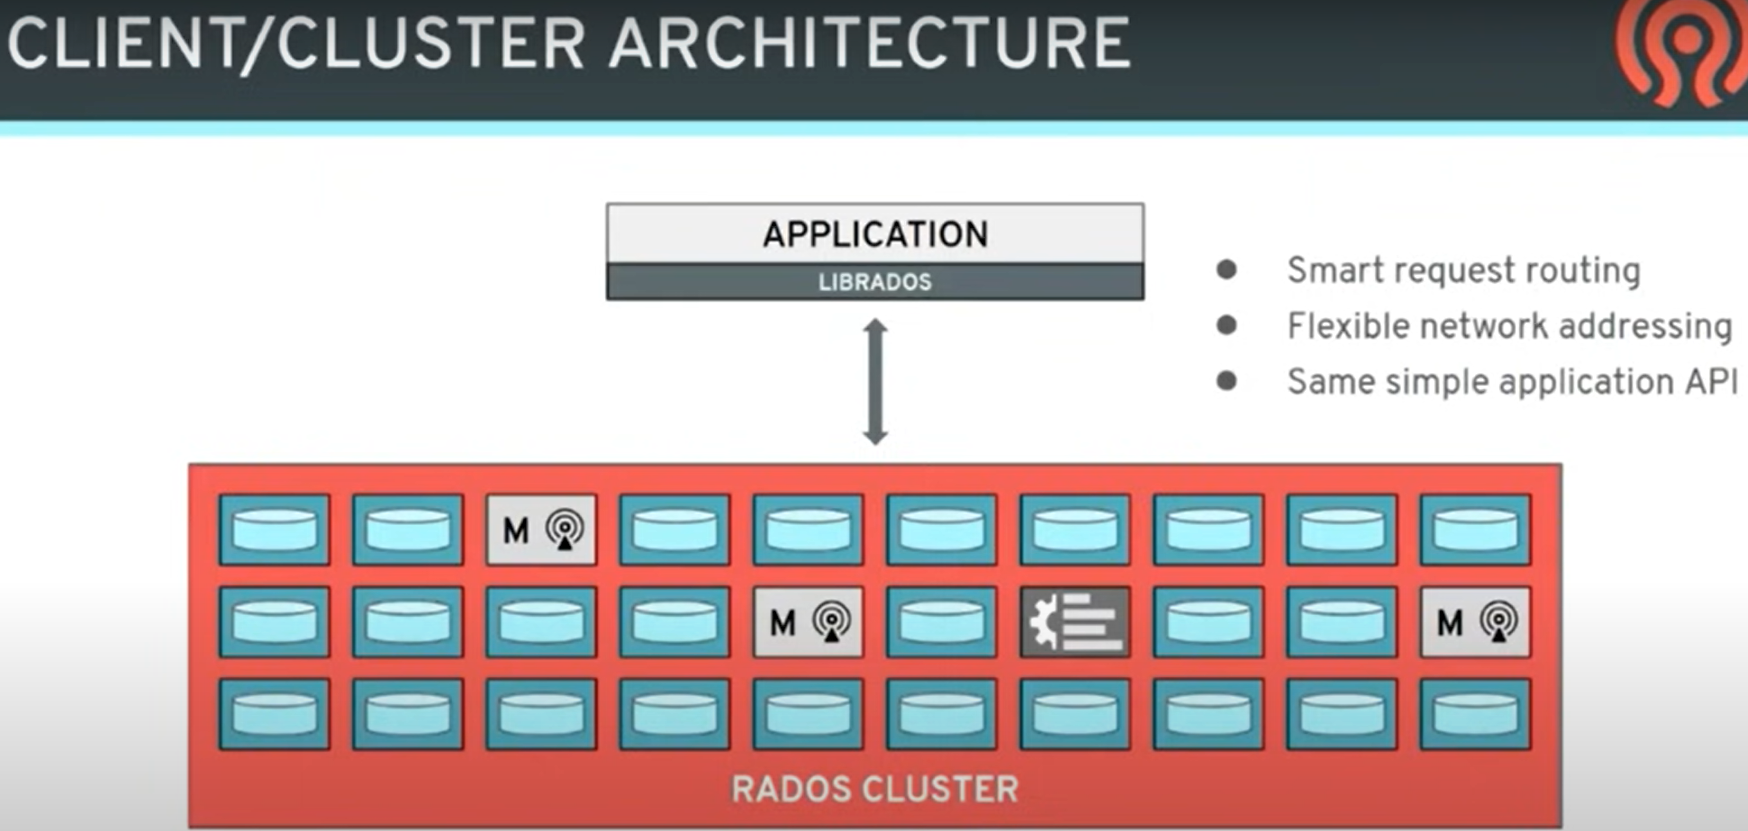 CLIENT/CLUSTER ARCHITECTURE
APPLICATION
LIBRADOS
● Smart request routing
● Flexible network addressing
● Same simple application API
M
M
M
RADOS CLUSTER